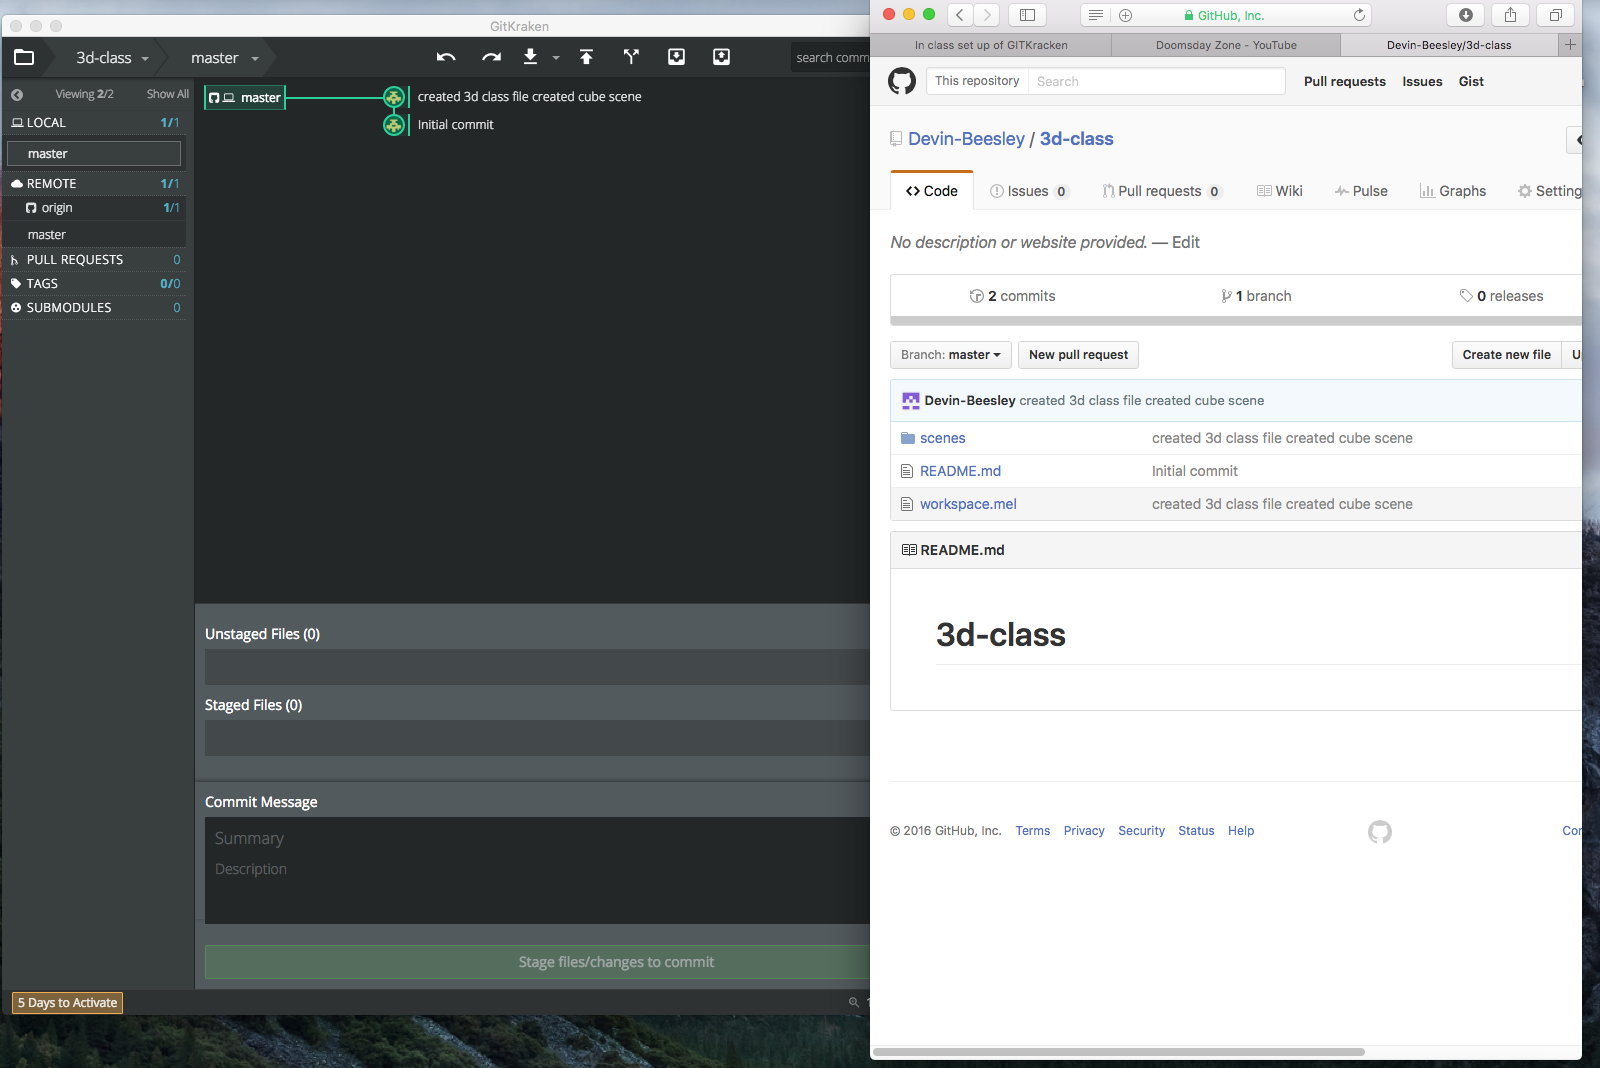 GitKraken
3d-class
master
search comm
Viewing 2/2
Show All
LOCAL 1/1
master
REMOTE 1/1
origin 1/1
master
PULL REQUESTS 0
TAGS 0/0
SUBMODULES 0
master
created 3d class file created cube scene
Initial commit
Unstaged Files (0)
Staged Files (0)
Commit Message
Summary
Description
Stage files/changes to commit
5 Days to Activate
GitHub, Inc.
In class set up of GITKracken
Doomsday Zone - YouTube
Devin-Beesley/3d-class
This repository
Search
Pull requests
Issues
Gist
Devin-Beesley / 3d-class
Code
Issues 0
Pull requests 0
Wiki
Pulse
Graphs
Setting
No description or website provided. — Edit
2 commits
1 branch
0 releases
Branch: master
New pull request
Create new file
U
Devin-Beesley created 3d class file created cube scene
scenes
created 3d class file created cube scene
README.md
Initial commit
workspace.mel
created 3d class file created cube scene
README.md
3d-class
© 2016 GitHub, Inc.
Terms
Privacy
Security
Status
Help
Con